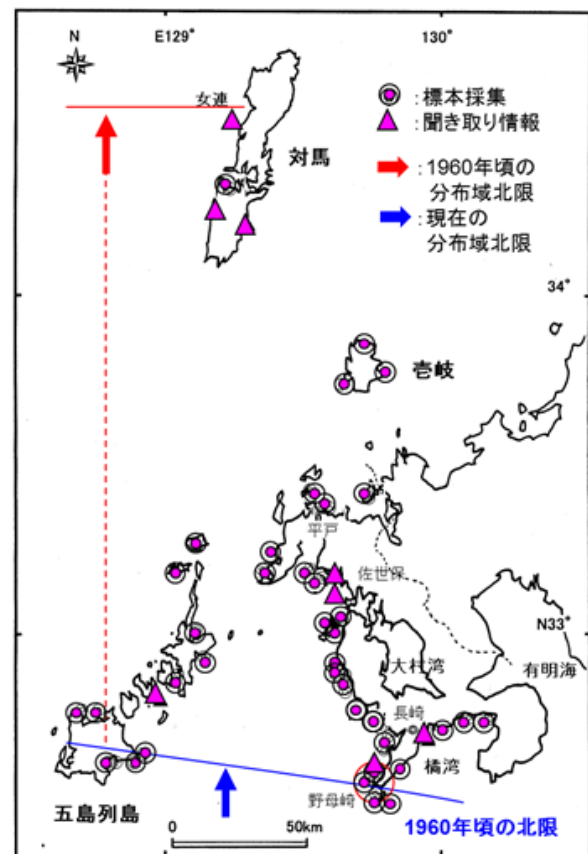 N
E129°
130°
女連
:標本採集
:聞き取り情報
対馬
:1960年頃の
分布域北限
:現在の
分布域北限
34°
壱岐
平戸
佐世保
N33°
大村湾
有明海
長崎
橘湾
野母崎
五島列島
0
50km
1960年頃の北限